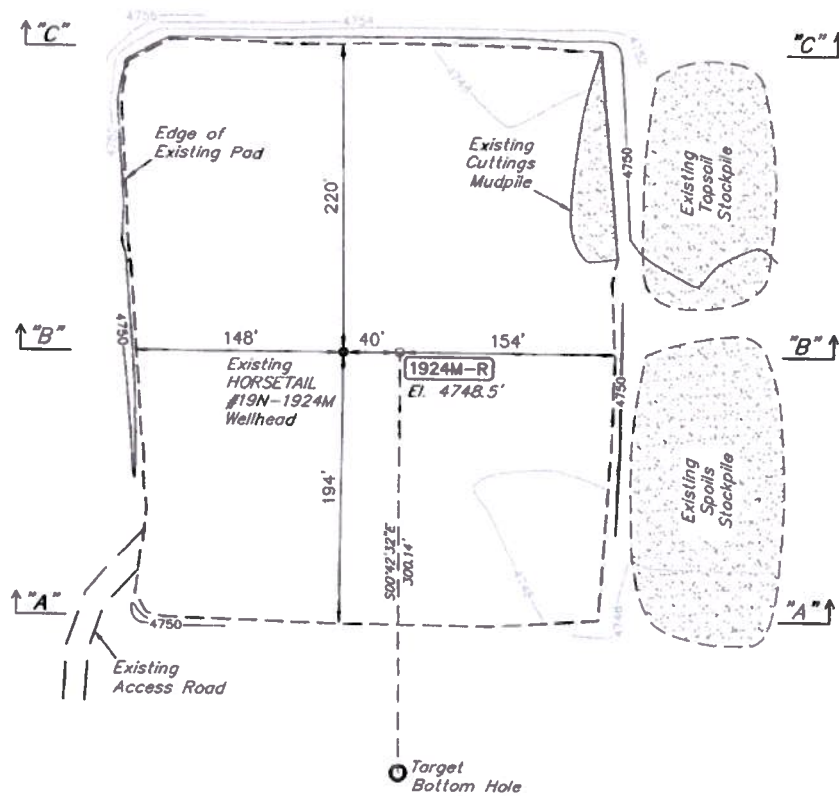 4754
"C"
"C"
4752
4748
Edge of
Existing Pad
Existing
Cuttings
Mudpile
220'
4750
Existing
Topsoil
Stockpile
"B"
4750
148'
40'
154'
"B"
Existing
HORSETAIL
#19N-1924M
Wellhead
1924M-R
El. 4748.5'
4750
194'
Existing
Spoils
Stockpile
S00°42'32"E
300.14'
"A"
4750
4748
"A"
Existing
Access Road
Target
Bottom Hole